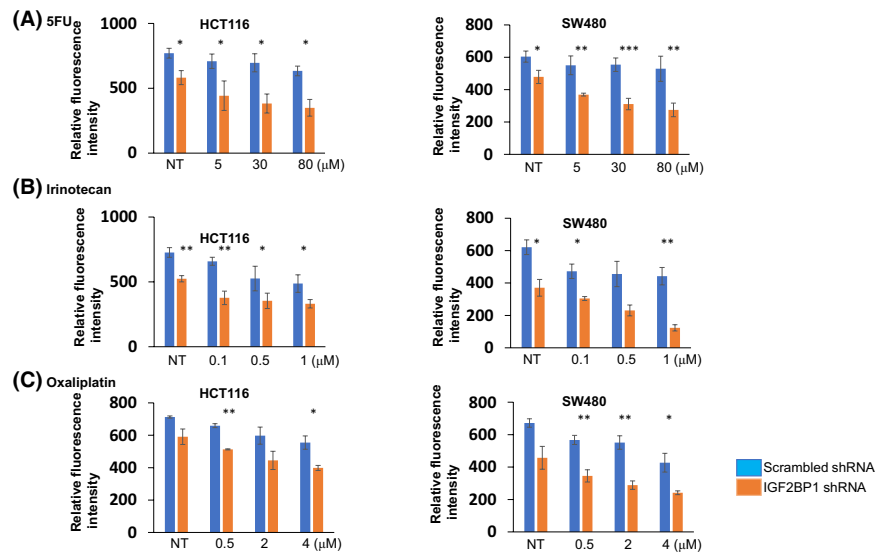 (A) 5FU
HCT116
Relative fluorescence
intensity
1000
500
0
* * * *
NT 5 30 80 (μM)
SW480
Relative fluorescence
intensity
800
600
400
200
0
* ** *** **
NT 5 30 80 (μM)
(B) Irinotecan
HCT116
Relative fluorescence
intensity
1000
500
0
** ** * *
NT 0.1 0.5 1 (μM)
SW480
Relative fluorescence
intensity
800
600
400
200
0
* * **
NT 0.1 0.5 1 (μM)
(C) Oxaliplatin
HCT116
Relative fluorescence
intensity
800
600
400
200
0
** *
NT 0.5 2 4 (μM)
SW480
Relative fluorescence
intensity
800
600
400
200
0
** ** *
NT 0.5 2 4 (μM)
Scrambled shRNA
IGF2BP1 shRNA